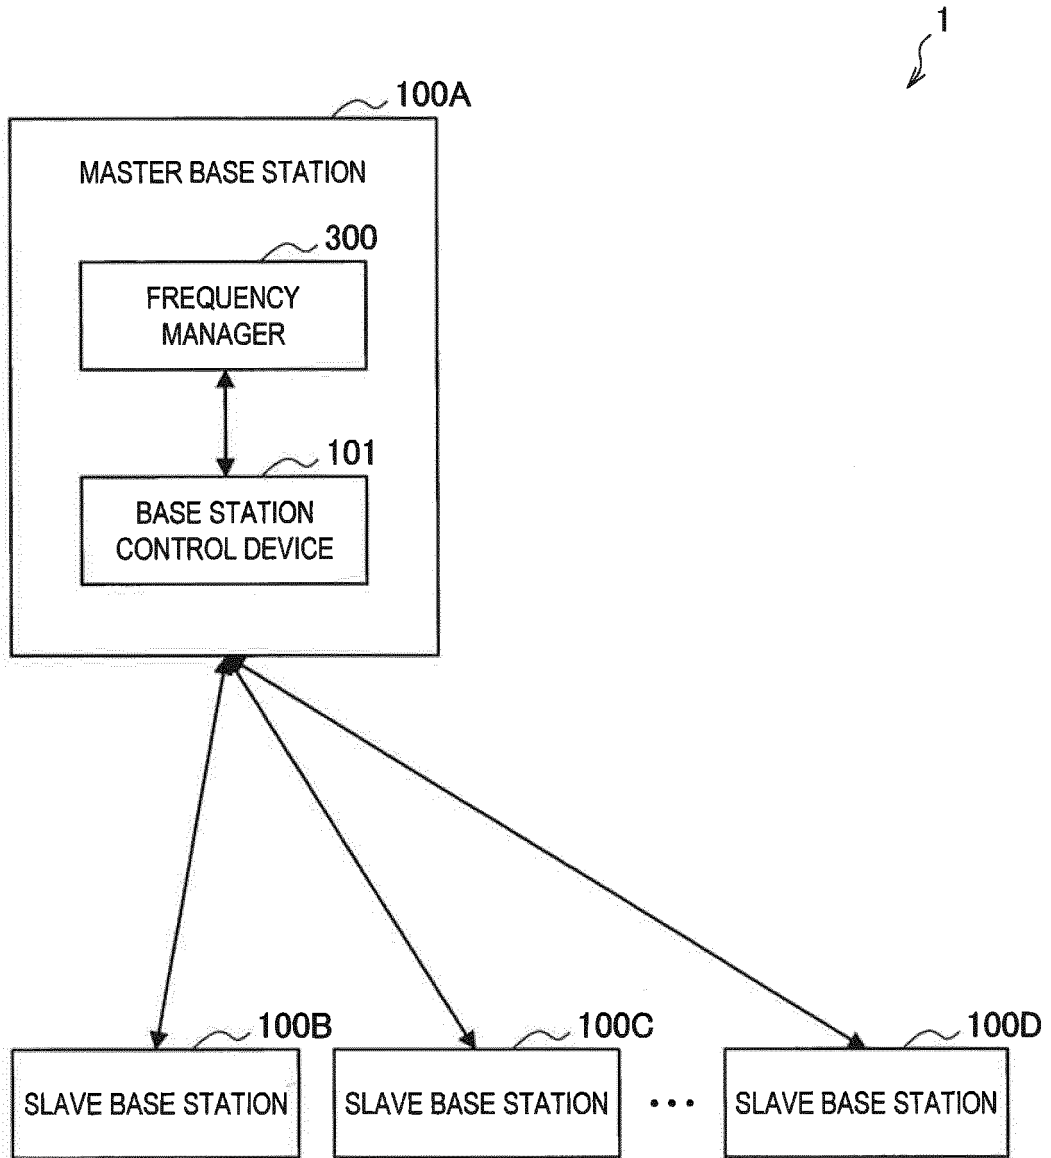 1
100A
MASTER BASE STATION
300
FREQUENCY
MANAGER
101
BASE STATION
CONTROL DEVICE
100B
100C
100D
SLAVE BASE STATION
SLAVE BASE STATION
• • •
SLAVE BASE STATION